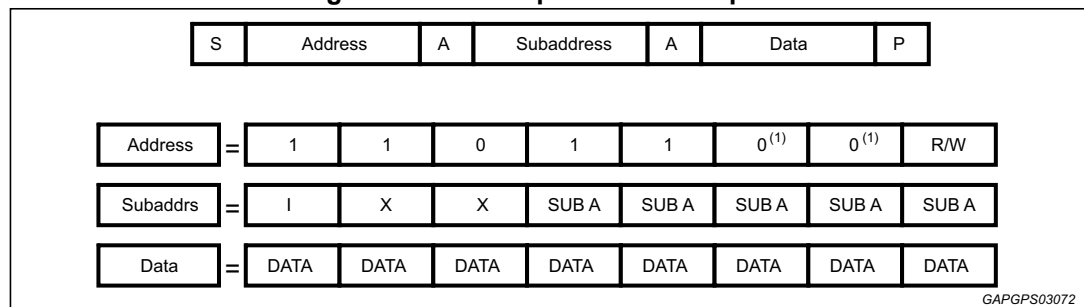 S Address A Subaddress A Data P
Address = 1 1 0 1 1 0(1) 0(1) R/W
Subaddrs = I X X SUB A SUB A SUB A SUB A SUB A
Data = DATA DATA DATA DATA DATA DATA DATA DATA
GAPGPS03072